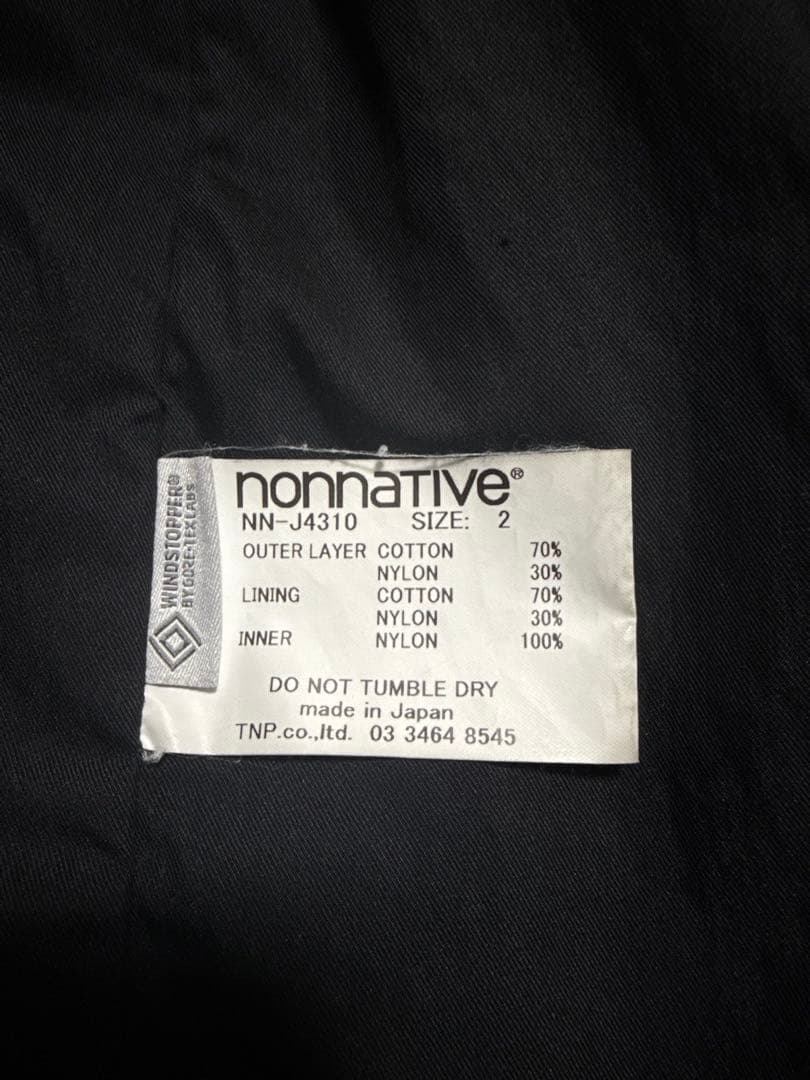 WINDSTOPPER®
BY GORE-TEX LABS
nonnative®
NN-J4310 SIZE: 2
OUTER LAYER COTTON 70%
NYLON 30%
LINING COTTON 70%
NYLON 30%
INNER NYLON 100%
DO NOT TUMBLE DRY
made in Japan
TNP.co.,ltd. 03 3464 8545